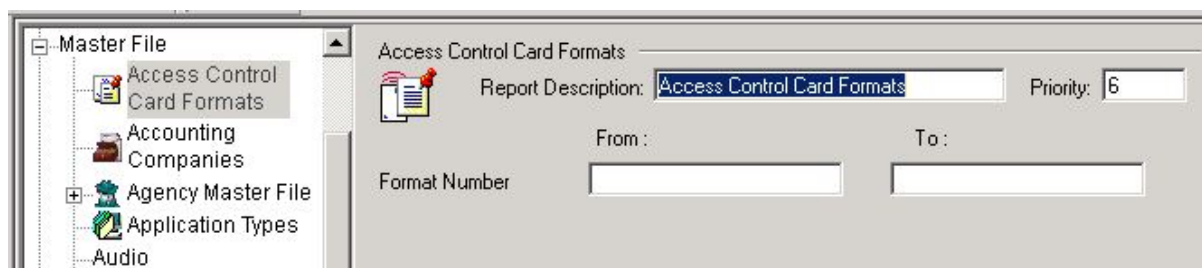 Master File
Access Control
Card Formats
Accounting
Companies
Agency Master File
Application Types
Audio
Access Control Card Formats
Report Description: Access Control Card Formats Priority: 6
From : To :
Format Number